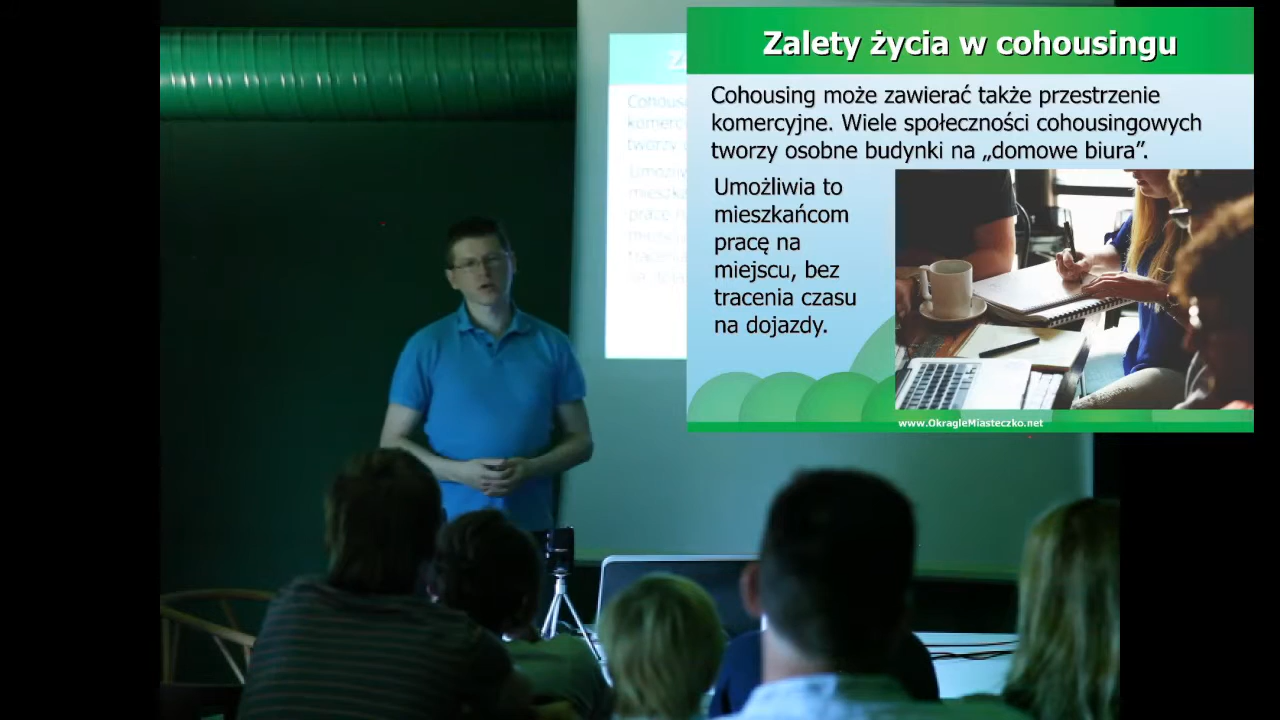 Zalety życia w cohousingu
Cohousing może zawierać także przestrzenie
komercyjne. Wiele społeczności cohousingowych
tworzy osobne budynki na „domowe biura”.
Umożliwia to
mieszkańcom
pracę na
miejscu, bez
tracenia czasu
na dojazdy.
www.OkragleMiasteczko.net